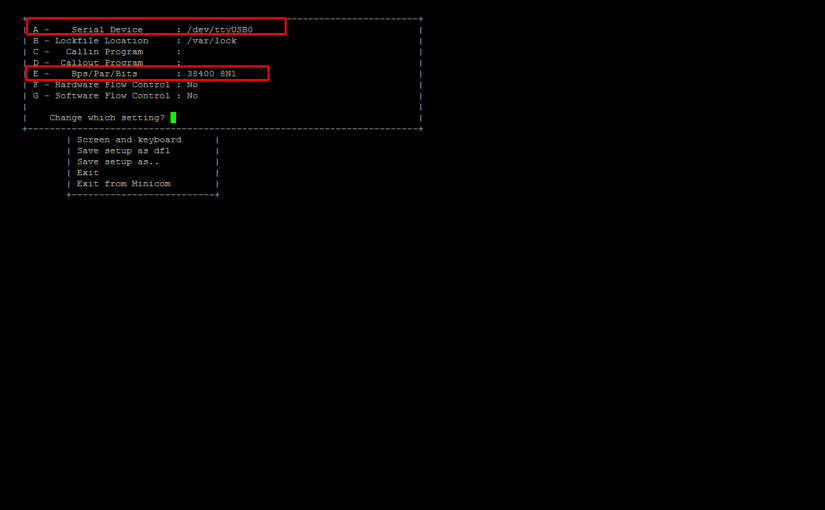 A - Serial Device : /dev/ttyUSB0
B - Lockfile Location : /var/lock
C - Callin Program :
D - Callout Program :
E - Bps/Par/Bits : 38400 8N1
F - Hardware Flow Control : No
G - Software Flow Control : No
Change which setting?
Screen and keyboard
Save setup as dfl
Save setup as..
Exit
Exit from Minicom